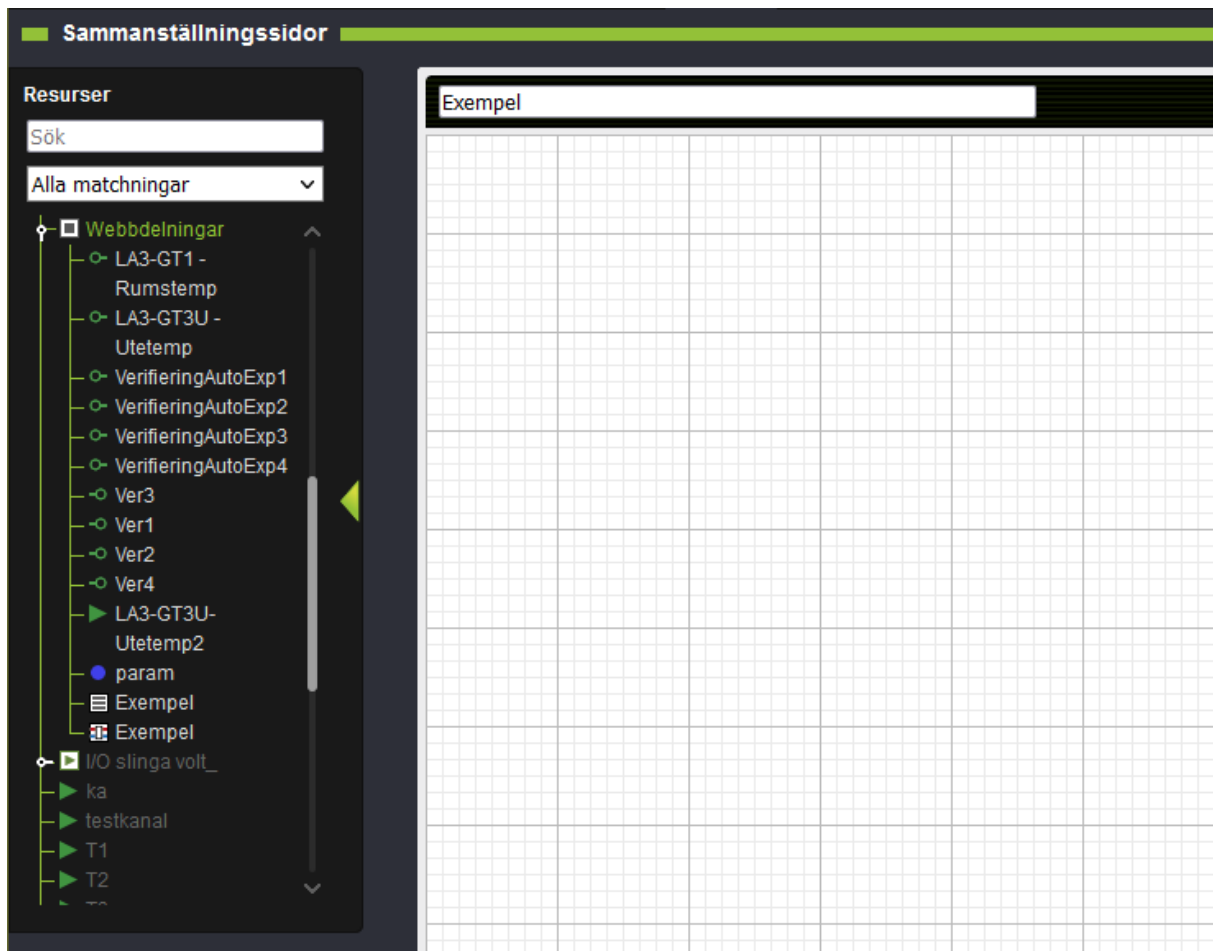 Sammanställningssidor
Resurser
Sök
Alla matchningar
Webbdelningar
LA3-GT1 -
Rumstemp
LA3-GT3U -
Utetemp
VerifieringAutoExp1
VerifieringAutoExp2
VerifieringAutoExp3
VerifieringAutoExp4
Ver3
Ver1
Ver2
Ver4
LA3-GT3U-
Utetemp2
param
Exempel
Exempel
I/O slinga volt_
ka
testkanal
T1
T2
Exempel